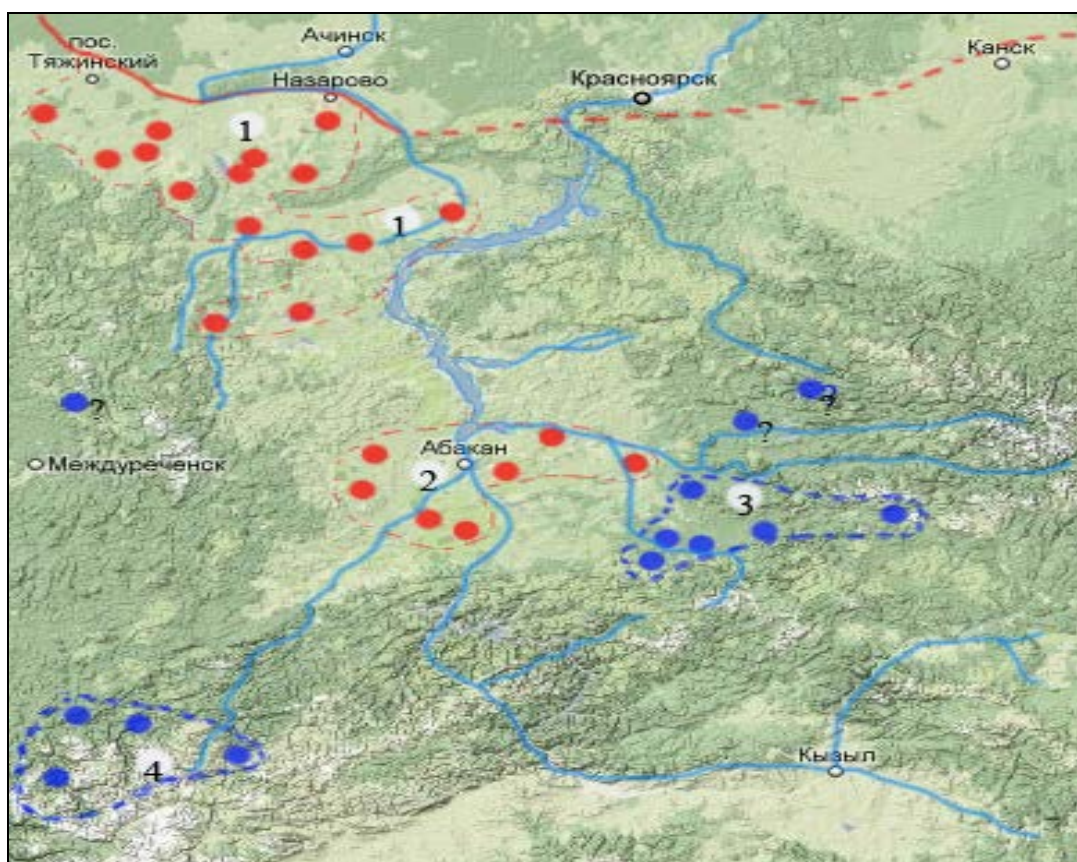 пос.
Тяжинский
Ачинск
Назарово
Красноярск
Канск
1
1
?
?
?
Междуреченск
Абакан
2
3
4
Кызыл